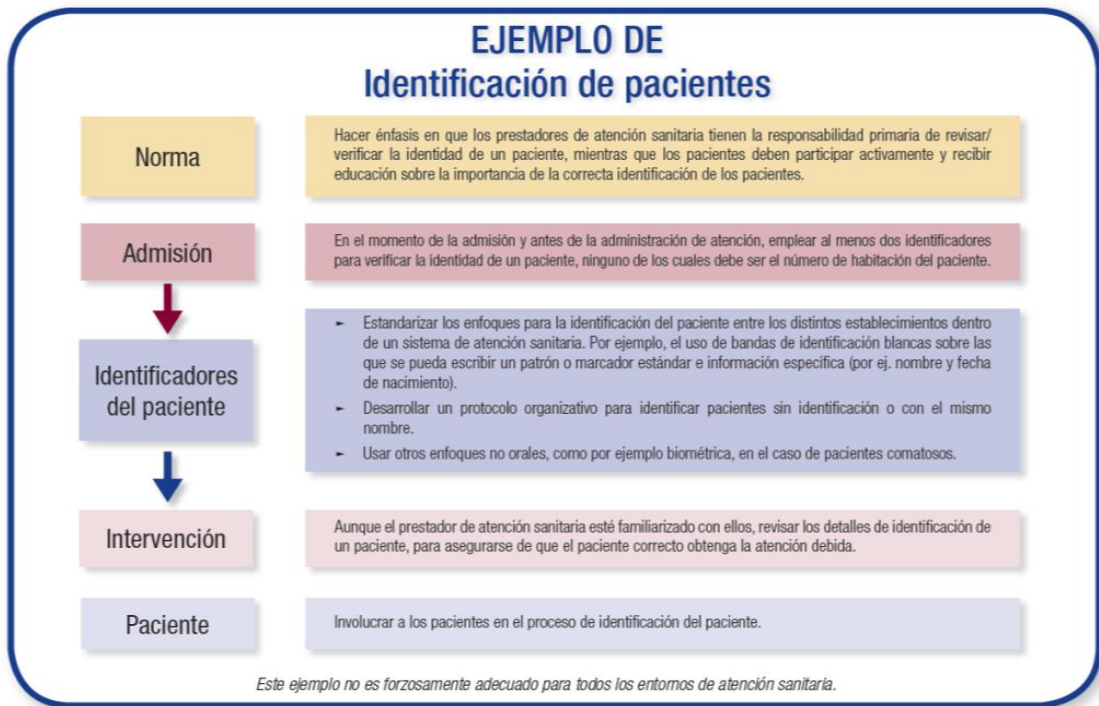 EJEMPLO DE
Identificación de pacientes
Norma
Hacer énfasis en que los prestadores de atención sanitaria tienen la responsabilidad primaria de revisar/
verificar la identidad de un paciente, mientras que los pacientes deben participar activamente y recibir
educación sobre la importancia de la correcta identificación de los pacientes.
Admisión
En el momento de la admisión y antes de la administración de atención, emplear al menos dos identificadores
para verificar la identidad de un paciente, ninguno de los cuales debe ser el número de habitación del paciente.
Identificadores
del paciente
► Estandarizar los enfoques para la identificación del paciente entre los distintos establecimientos dentro
de un sistema de atención sanitaria. Por ejemplo, el uso de bandas de identificación blancas sobre las
que se pueda escribir un patrón o marcador estándar e información específica (por ej. nombre y fecha
de nacimiento).
► Desarrollar un protocolo organizativo para identificar pacientes sin identificación o con el mismo
nombre.
► Usar otros enfoques no orales, como por ejemplo biométrica, en el caso de pacientes comatosos.
Intervención
Aunque el prestador de atención sanitaria esté familiarizado con ellos, revisar los detalles de identificación de
un paciente, para asegurarse de que el paciente correcto obtenga la atención debida.
Paciente
Involucrar a los pacientes en el proceso de identificación del paciente.
Este ejemplo no es forzosamente adecuado para todos los entornos de atención sanitaria.